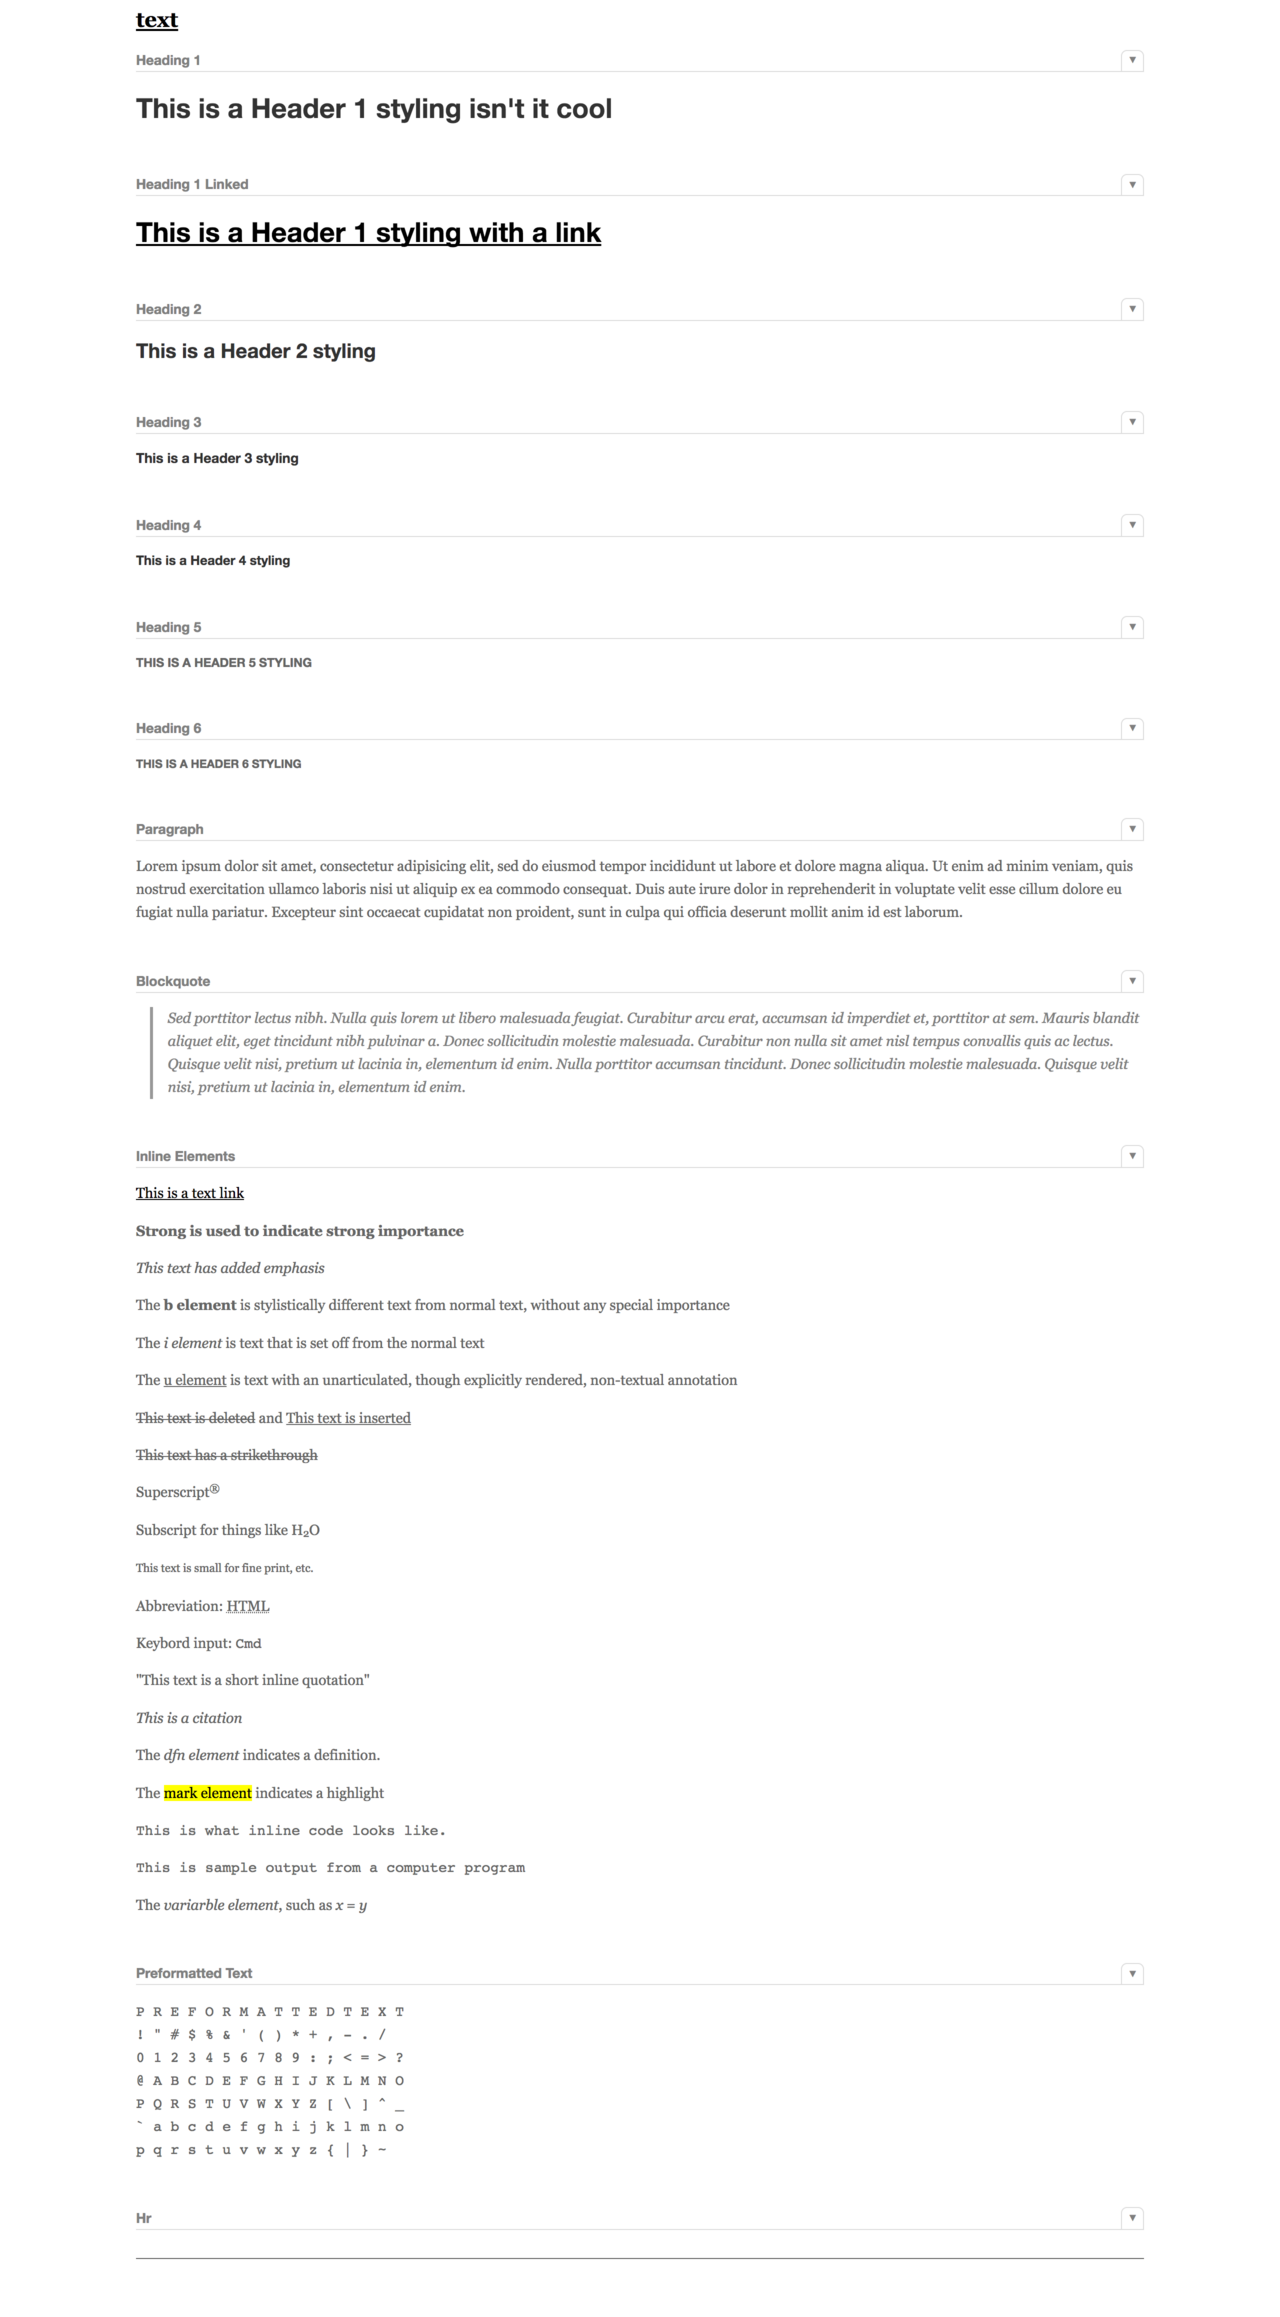 text
Heading 1 ▼
This is a Header 1 styling isn't it cool
Heading 1 Linked ▼
This is a Header 1 styling with a link
Heading 2 ▼
This is a Header 2 styling
Heading 3 ▼
This is a Header 3 styling
Heading 4 ▼
This is a Header 4 styling
Heading 5 ▼
THIS IS A HEADER 5 STYLING
Heading 6 ▼
THIS IS A HEADER 6 STYLING
Paragraph ▼
Lorem ipsum dolor sit amet, consectetur adipisicing elit, sed do eiusmod tempor incididunt ut labore et dolore magna aliqua. Ut enim ad minim veniam, quis
nostrud exercitation ullamco laboris nisi ut aliquip ex ea commodo consequat. Duis aute irure dolor in reprehenderit in voluptate velit esse cillum dolore eu
fugiat nulla pariatur. Excepteur sint occaecat cupidatat non proident, sunt in culpa qui officia deserunt mollit anim id est laborum.
Blockquote ▼
Sed porttitor lectus nibh. Nulla quis lorem ut libero malesuada feugiat. Curabitur arcu erat, accumsan id imperdiet et, porttitor at sem. Mauris blandit
aliquet elit, eget tincidunt nibh pulvinar a. Donec sollicitudin molestie malesuada. Curabitur non nulla sit amet nisl tempus convallis quis ac lectus.
Quisque velit nisi, pretium ut lacinia in, elementum id enim. Nulla porttitor accumsan tincidunt. Donec sollicitudin molestie malesuada. Quisque velit
nisi, pretium ut lacinia in, elementum id enim.
Inline Elements ▼
This is a text link
Strong is used to indicate strong importance
This text has added emphasis
The b element is stylistically different text from normal text, without any special importance
The i element is text that is set off from the normal text
The u element is text with an unarticulated, though explicitly rendered, non-textual annotation
This text is deleted and This text is inserted
This text has a strikethrough
Superscript®
Subscript for things like H₂O
This text is small for fine print, etc.
Abbreviation: HTML
Keybord input: Cmd
"This text is a short inline quotation"
This is a citation
The dfn element indicates a definition.
The mark element indicates a highlight
This is what inline code looks like.
This is sample output from a computer program
The variarble element, such as x = y
Preformatted Text ▼
P R E F O R M A T T E D T E X T
! " # $ % & ' ( ) * + , - . /
0 1 2 3 4 5 6 7 8 9 : ; < = > ?
@ A B C D E F G H I J K L M N O
P Q R S T U V W X Y Z [ \ ] ^ _
` a b c d e f g h i j k l m n o
p q r s t u v w x y z { | } ~
Hr ▼